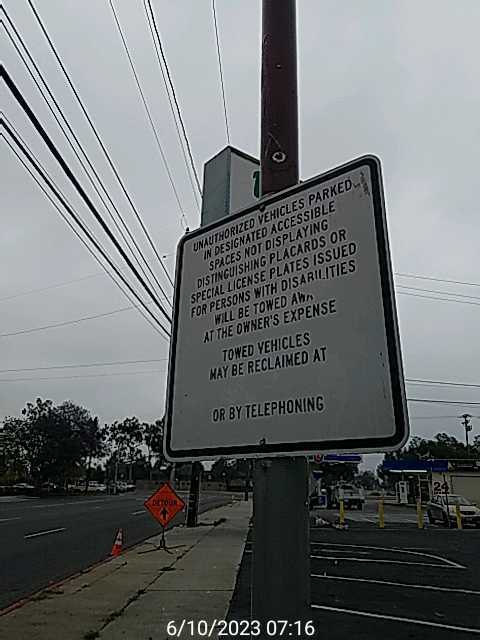 UNAUTHORIZED VEHICLES PARKED
IN DESIGNATED ACCESSIBLE
SPACES NOT DISPLAYING
DISTINGUISHING PLACARDS OR
SPECIAL LICENSE PLATES ISSUED
FOR PERSONS WITH DISABILITIES
WILL BE TOWED AWA
AT THE OWNER'S EXPENSE
TOWED VEHICLES
MAY BE RECLAIMED AT
OR BY TELEPHONING
DETOUR
24
6/10/2023 07:16